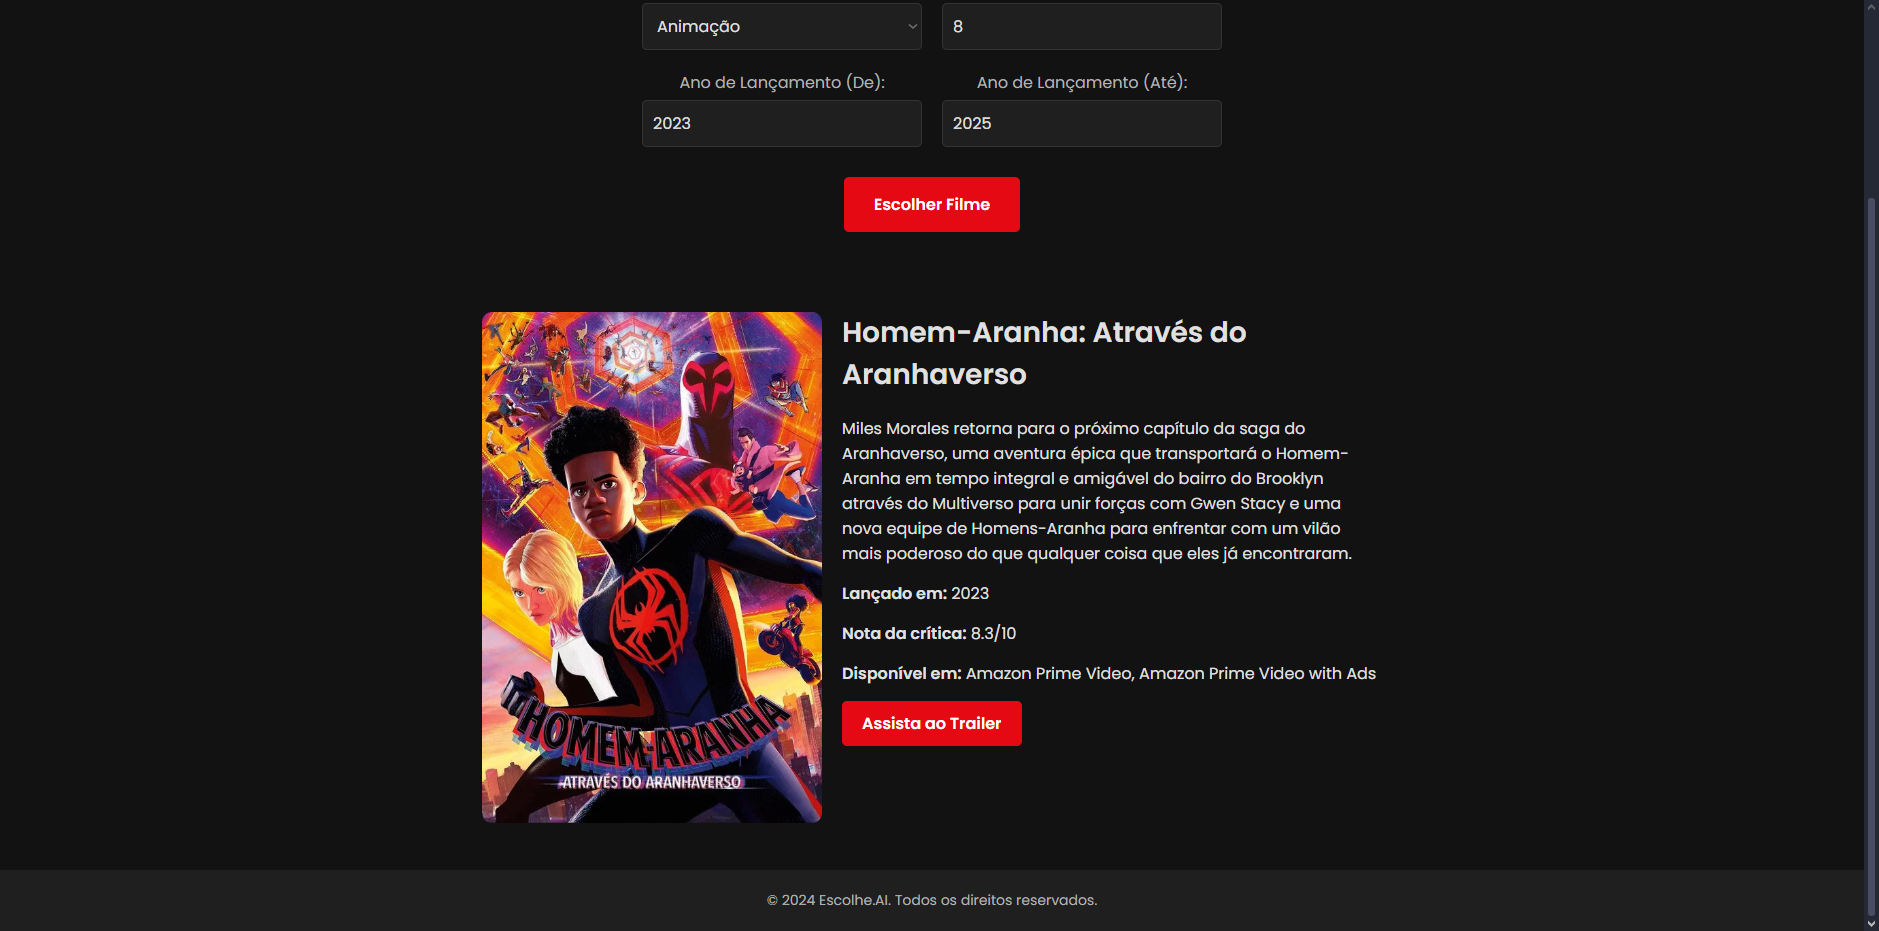 Animação
8
Ano de Lançamento (De):
Ano de Lançamento (Até):
2023
2025
Escolher Filme
Homem-Aranha: Através do
Aranhaverso
Miles Morales retorna para o próximo capítulo da saga do
Aranhaverso, uma aventura épica que transportará o Homem-
Aranha em tempo integral e amigável do bairro do Brooklyn
através do Multiverso para unir forças com Gwen Stacy e uma
nova equipe de Homens-Aranha para enfrentar com um vilão
mais poderoso do que qualquer coisa que eles já encontraram.
Lançado em: 2023
Nota da crítica: 8.3/10
Disponível em: Amazon Prime Video, Amazon Prime Video with Ads
Assista ao Trailer
HOMEM-ARANHA
ATRAVÉS DO ARANHAVERSO
© 2024 Escolhe.AI. Todos os direitos reservados.